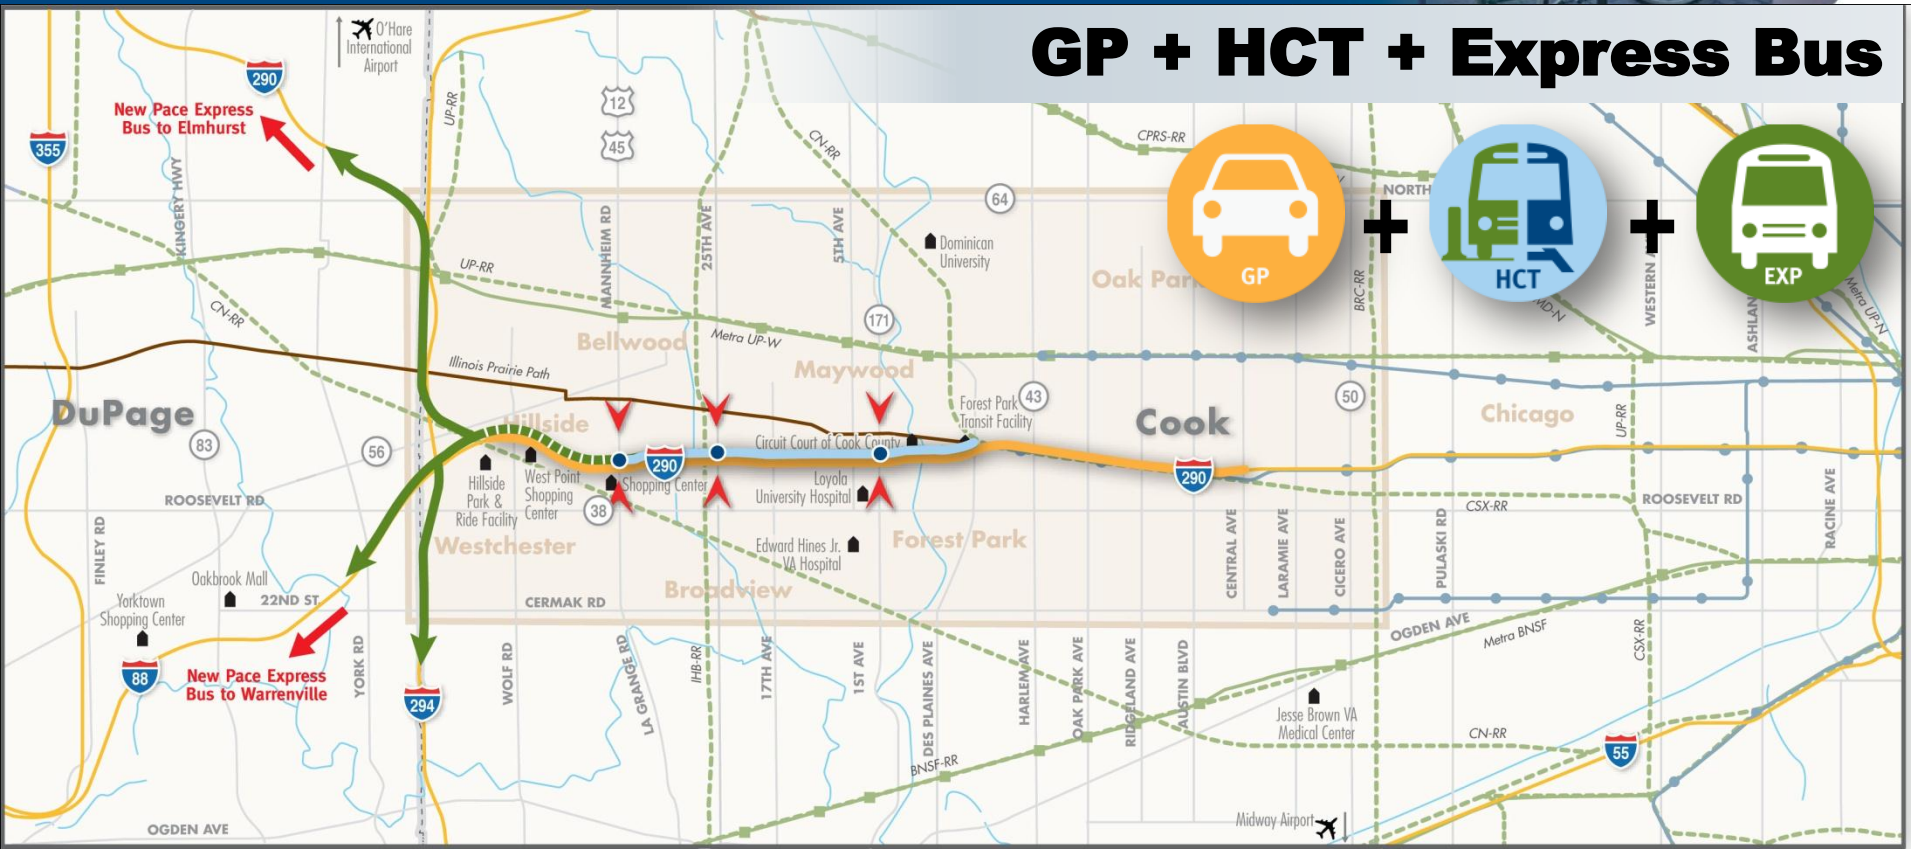 GP + HCT + Express Bus
O'Hare
International
Airport
290
New Pace Express
Bus to Elmhurst
355
UP-RR
12
45
CN-RR
CPRS-RR
GP
+
HCT
+
EXP
NORTH
64
KINGERY HWY
MANNHEIM RD
25TH AVE
5TH AVE
Dominican
University
Oak Park
BRC-RR
MD-N
WESTERN
ASHLAN
Metra UP-N
UP-RR
CN-RR
171
Bellwood
Metra UP-W
Maywood
Illinois Prairie Path
DuPage
Hillside
Forest Park
Transit Facility
43
Cook
50
Chicago
UP-RR
83
56
Circuit Court of Cook County
290
290
Hillside
Park &
Ride Facility
West Point
Shopping
Center
Shopping Center
38
Loyola
University Hospital
ROOSEVELT RD
ROOSEVELT RD
CSX-RR
RACINE AVE
FINLEY RD
Westchester
Edward Hines Jr.
VA Hospital
Forest Park
CENTRAL AVE
LARAMIE AVE
CICERO AVE
PULASKI RD
Oakbrook Mall
22ND ST
Yorktown
Shopping Center
CERMAK RD
Broadview
OGDEN AVE
Metra BNSF
CSX-RR
88
New Pace Express
Bus to Warrenville
YORK RD
294
WOLF RD
LA GRANGE RD
IHB-RR
17TH AVE
1ST AVE
DES PLAINES AVE
HARLEM AVE
OAK PARK AVE
RIDGELAND AVE
AUSTIN BLVD
Jesse Brown VA
Medical Center
CN-RR
55
BNSF-RR
OGDEN AVE
Midway Airport